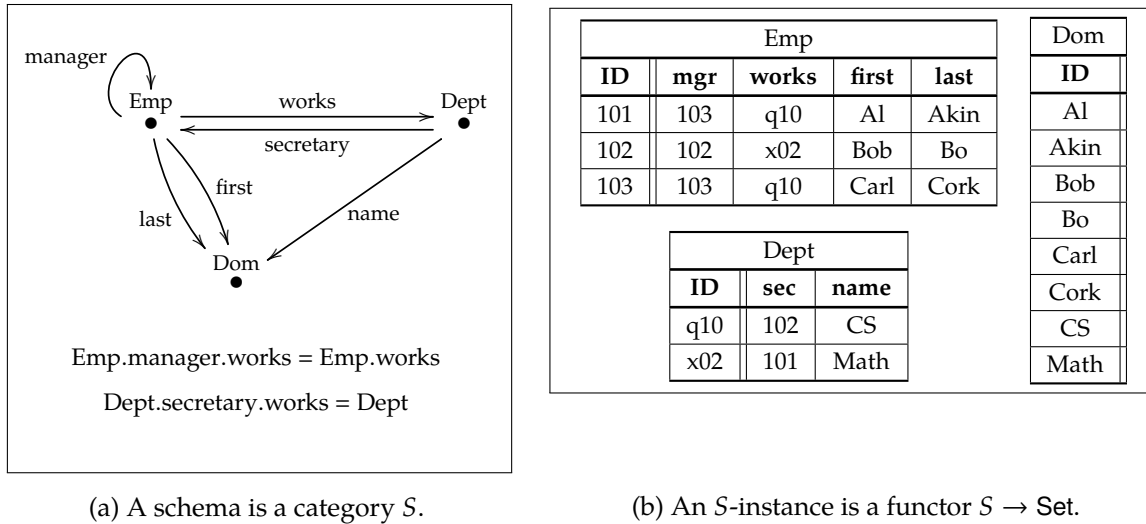 manager
Emp
works
Dept
secretary
first
last
name
Dom
Emp.manager.works = Emp.works
Dept.secretary.works = Dept
(a) A schema is a category S.
Emp
ID mgr works first last
101 103 q10 Al Akin
102 102 x02 Bob Bo
103 103 q10 Carl Cork
Dept
ID sec name
q10 102 CS
x02 101 Math
Dom
ID
Al
Akin
Bob
Bo
Carl
Cork
CS
Math
(b) An S-instance is a functor S → Set.